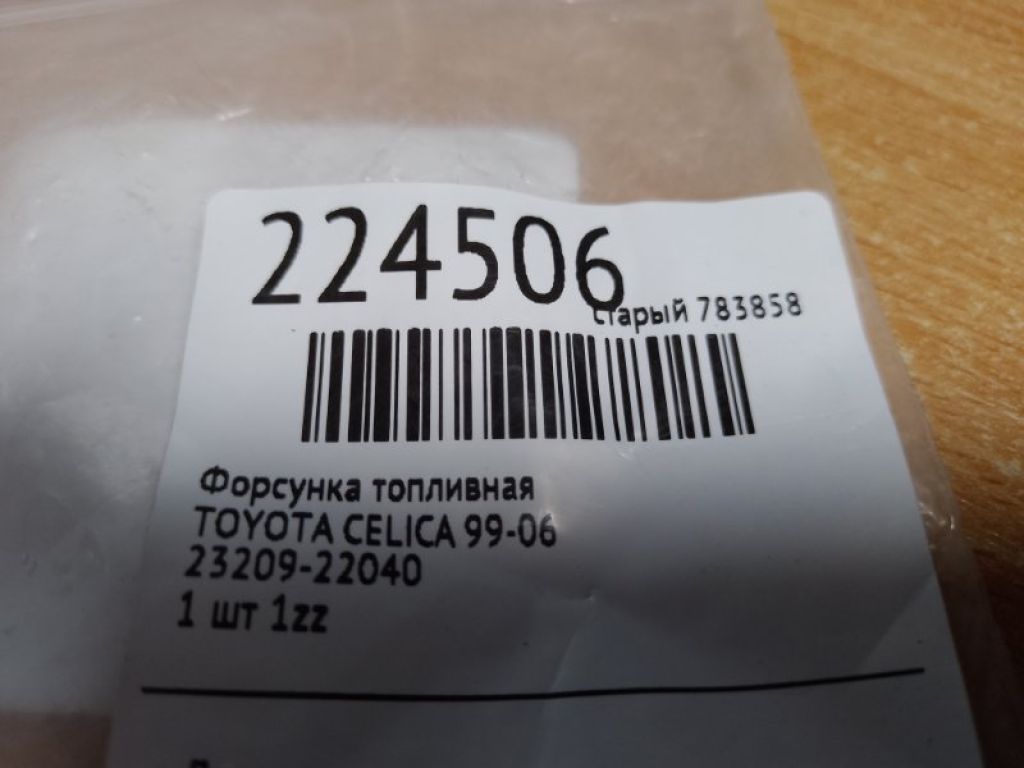 224506
старый 783858
Форсунка топливная
TOYOTA CELICA 99-06
23209-22040
1 шт 1zz